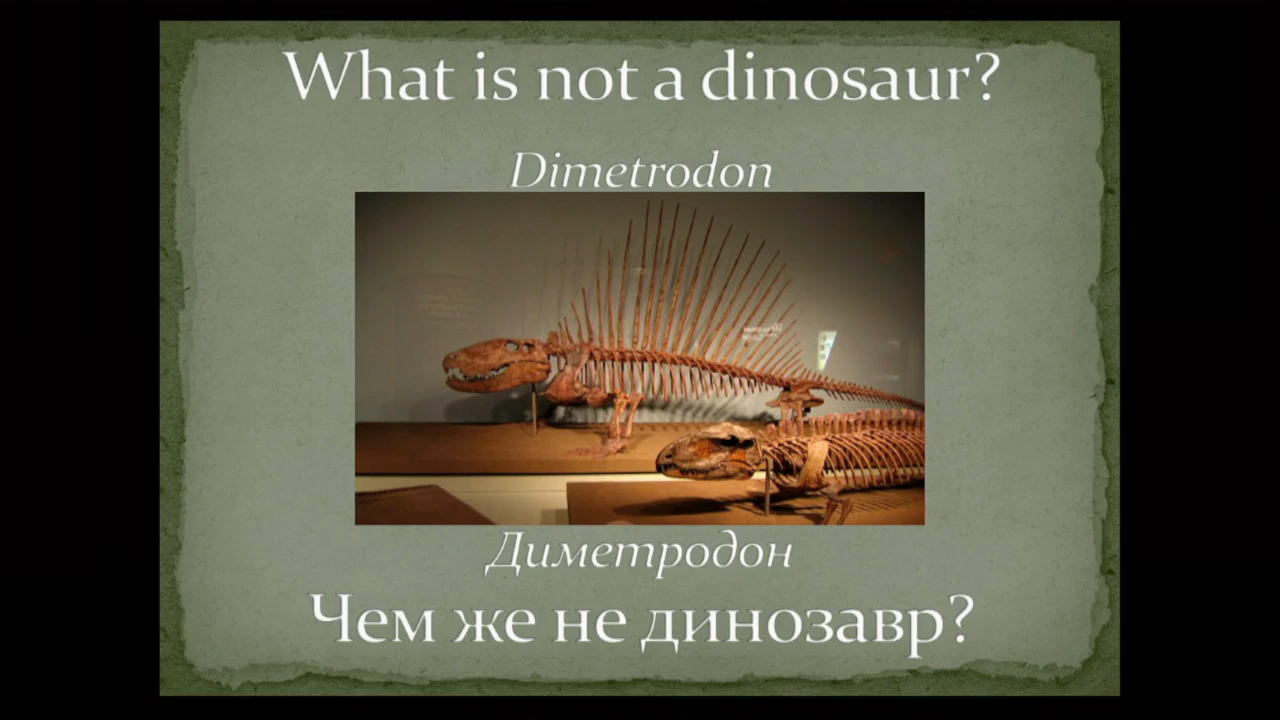 What is not a dinosaur?
Dimetrodon
Диметродон
Чем же не динозавр?